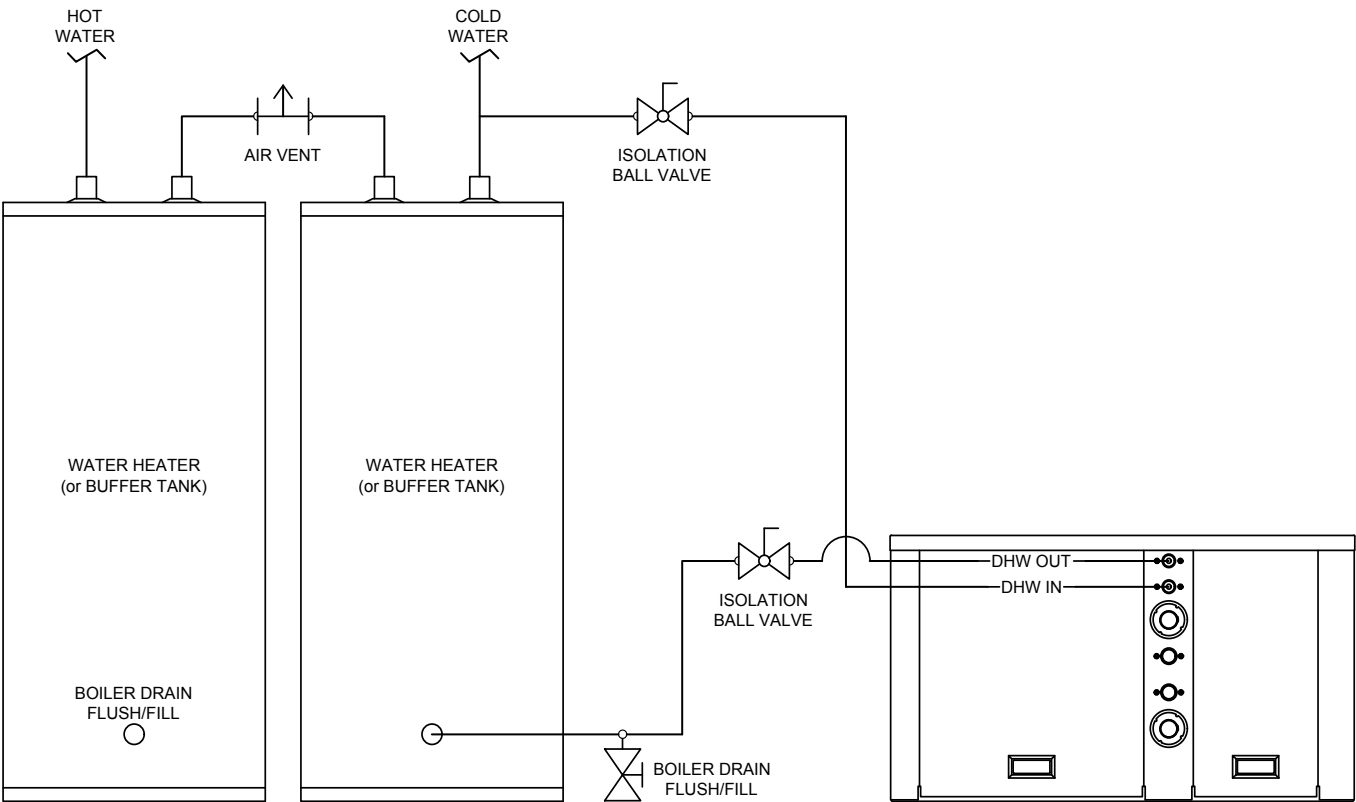 HOT
WATER
COLD
WATER
AIR VENT
ISOLATION
BALL VALVE
WATER HEATER
(or BUFFER TANK)
WATER HEATER
(or BUFFER TANK)
DHW OUT
DHW IN
ISOLATION
BALL VALVE
BOILER DRAIN
FLUSH/FILL
BOILER DRAIN
FLUSH/FILL